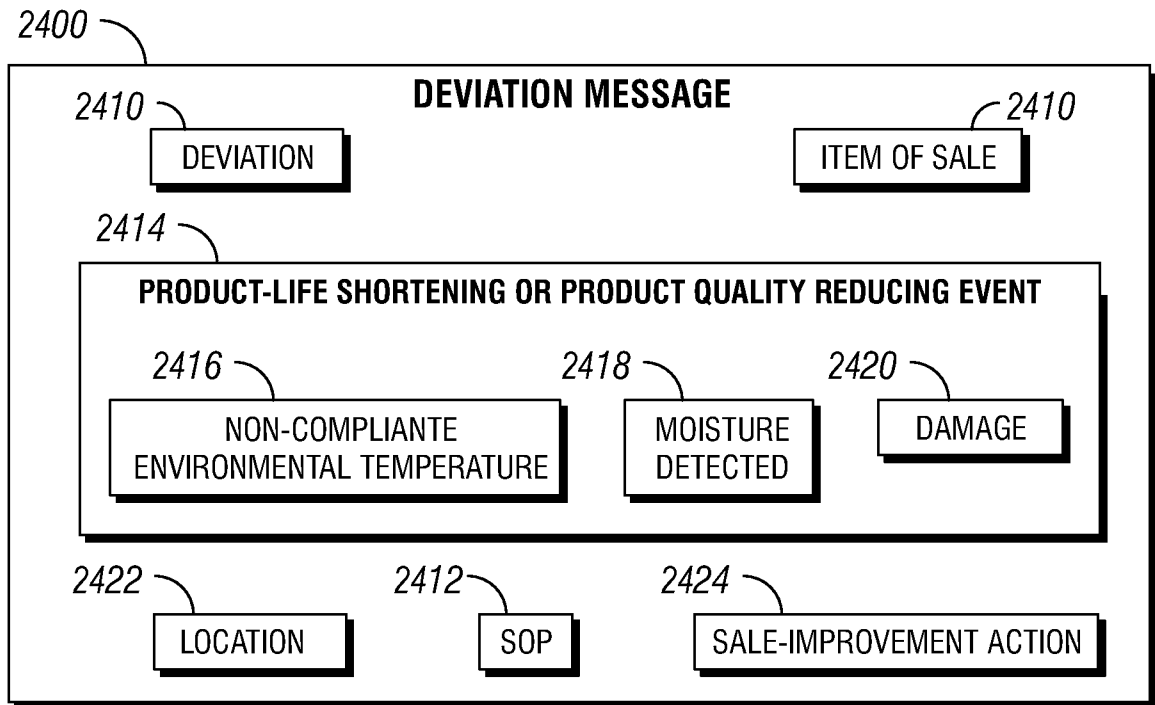 2400
DEVIATION MESSAGE
2410
2410
DEVIATION
ITEM OF SALE
2414
PRODUCT-LIFE SHORTENING OR PRODUCT QUALITY REDUCING EVENT
2416
2418
2420
NON-COMPLIANTE
ENVIRONMENTAL TEMPERATURE
MOISTURE
DETECTED
DAMAGE
2422
2412
2424
LOCATION
SOP
SALE-IMPROVEMENT ACTION